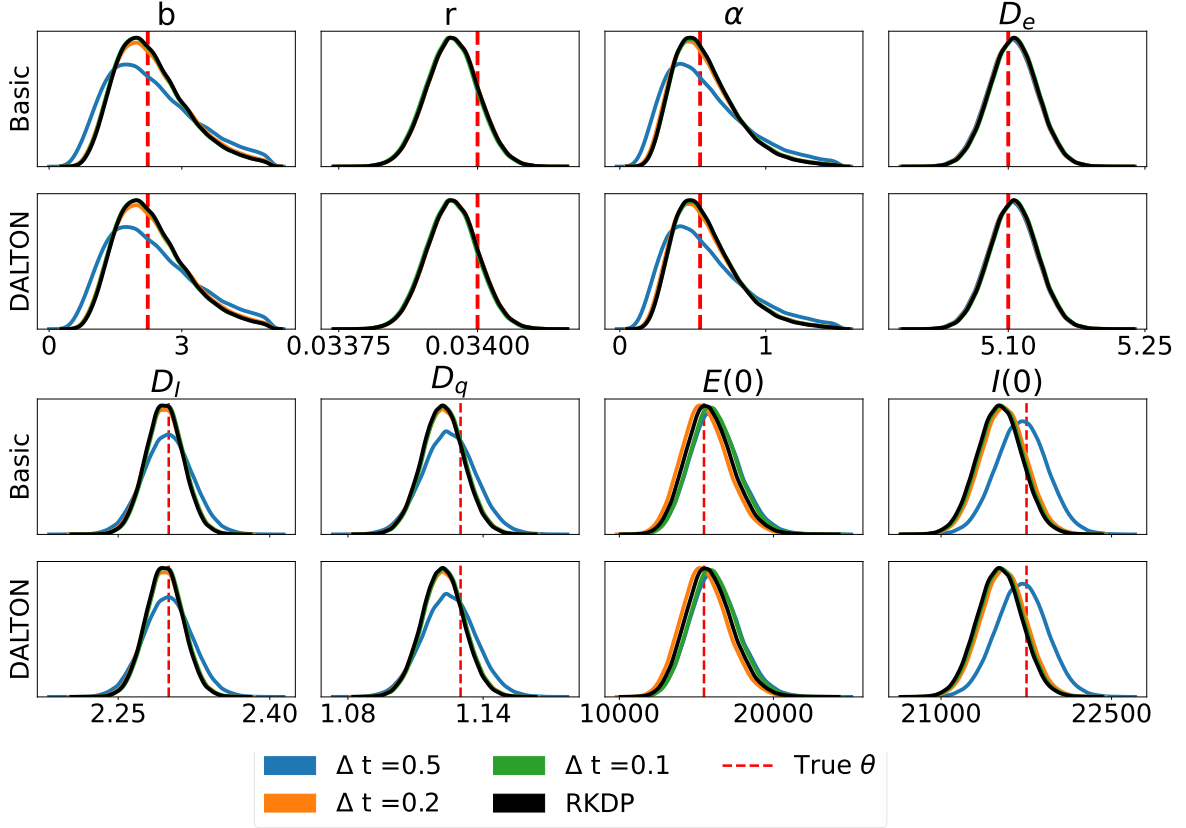 b r α D_e
Basic
DALTON
0 3 0.03375 0.03400 0 1 5.10 5.25
D_I D_q E(0) I(0)
Basic
DALTON
2.25 2.40 1.08 1.14 10000 20000 21000 22500
Δ t =0.5 Δ t =0.1 True θ
Δ t =0.2 RKDP